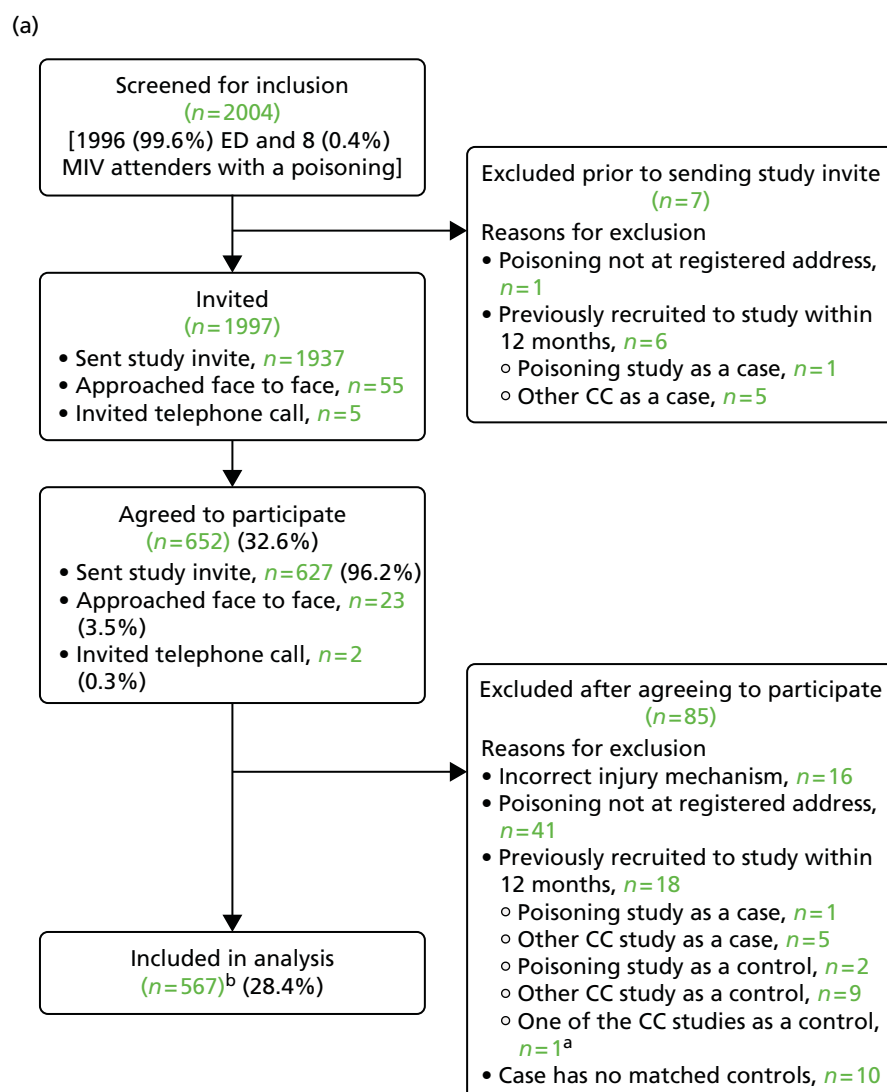 (a)
Screened for inclusion
(n=2004)
[1996 (99.6%) ED and 8 (0.4%)
MIV attenders with a poisoning]
Excluded prior to sending study invite
(n=7)
Reasons for exclusion
• Poisoning not at registered address,
n=1
• Previously recruited to study within
12 months, n=6
○ Poisoning study as a case, n=1
○ Other CC as a case, n=5
Invited
(n=1997)
• Sent study invite, n=1937
• Approached face to face, n=55
• Invited telephone call, n=5
Agreed to participate
(n=652) (32.6%)
• Sent study invite, n=627 (96.2%)
• Approached face to face, n=23
(3.5%)
• Invited telephone call, n=2
(0.3%)
Excluded after agreeing to participate
(n=85)
Reasons for exclusion
• Incorrect injury mechanism, n=16
• Poisoning not at registered address,
n=41
• Previously recruited to study within
12 months, n=18
○ Poisoning study as a case, n=1
○ Other CC study as a case, n=5
○ Poisoning study as a control, n=2
○ Other CC study as a control, n=9
○ One of the CC studies as a control,
n=1a
• Case has no matched controls, n=10
Included in analysis
(n=567)b (28.4%)